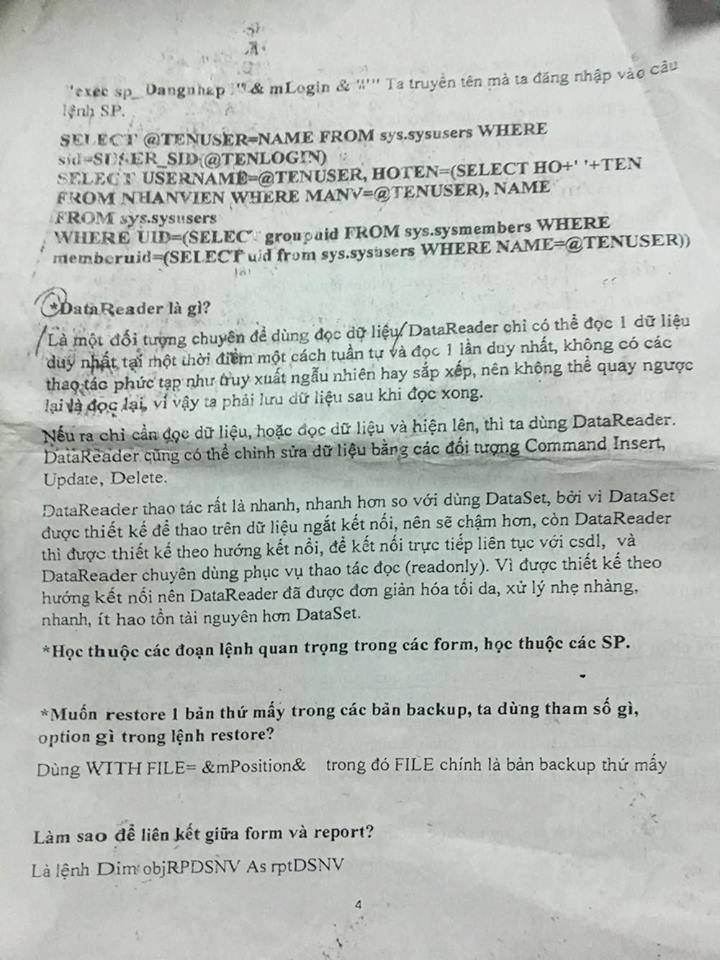 'exec sp_Dangnhap '" & mLogin & "'" Ta truyền tên mà ta đăng nhập vào câu
lệnh SP.
SELECT @TENUSER=NAME FROM sys.sysusers WHERE
sid=SUSER_SID(@TENLOGIN)
SELECT USERNAME=@TENUSER, HOTEN=(SELECT HO+' '+TEN
FROM NHANVIEN WHERE MANV=@TENUSER), NAME
FROM sys.sysusers
WHERE UID=(SELECT groupuid FROM sys.sysmembers WHERE
memberuid=(SELECT uid from sys.sysusers WHERE NAME=@TENUSER))
*DataReader là gì?
Là một đối tượng chuyên để dùng đọc dữ liệu/ DataReader chỉ có thể đọc 1 dữ liệu
duy nhất tại một thời điểm một cách tuần tự và đọc 1 lần duy nhất, không có các
thao tác phức tạp như truy xuất ngẫu nhiên hay sắp xếp, nên không thể quay ngược
lại và đọc lại, vì vậy ta phải lưu dữ liệu sau khi đọc xong.
Nếu ra chỉ cần đọc dữ liệu, hoặc đọc dữ liệu và hiện lên, thì ta dùng DataReader.
DataReader cũng có thể chỉnh sửa dữ liệu bằng các đối tượng Command Insert,
Update, Delete.
DataReader thao tác rất là nhanh, nhanh hơn so với dùng DataSet, bởi vì DataSet
được thiết kế để thao trên dữ liệu ngắt kết nối, nên sẽ chậm hơn, còn DataReader
thì được thiết kế theo hướng kết nối, để kết nối trực tiếp liên tục với csdl, và
DataReader chuyên dùng phục vụ thao tác đọc (readonly). Vì được thiết kế theo
hướng kết nối nên DataReader đã được đơn giản hóa tối da, xử lý nhẹ nhàng,
nhanh, ít hao tồn tài nguyên hơn DataSet.
*Học thuộc các đoạn lệnh quan trọng trong các form, học thuộc các SP.
*Muốn restore 1 bản thứ mấy trong các bản backup, ta dùng tham số gì,
option gì trong lệnh restore?
Dùng WITH FILE= &mPosition& trong đó FILE chính là bản backup thứ mấy
Làm sao để liên kết giữa form và report?
Là lệnh Dim objRPDSNV As rptDSNV
4